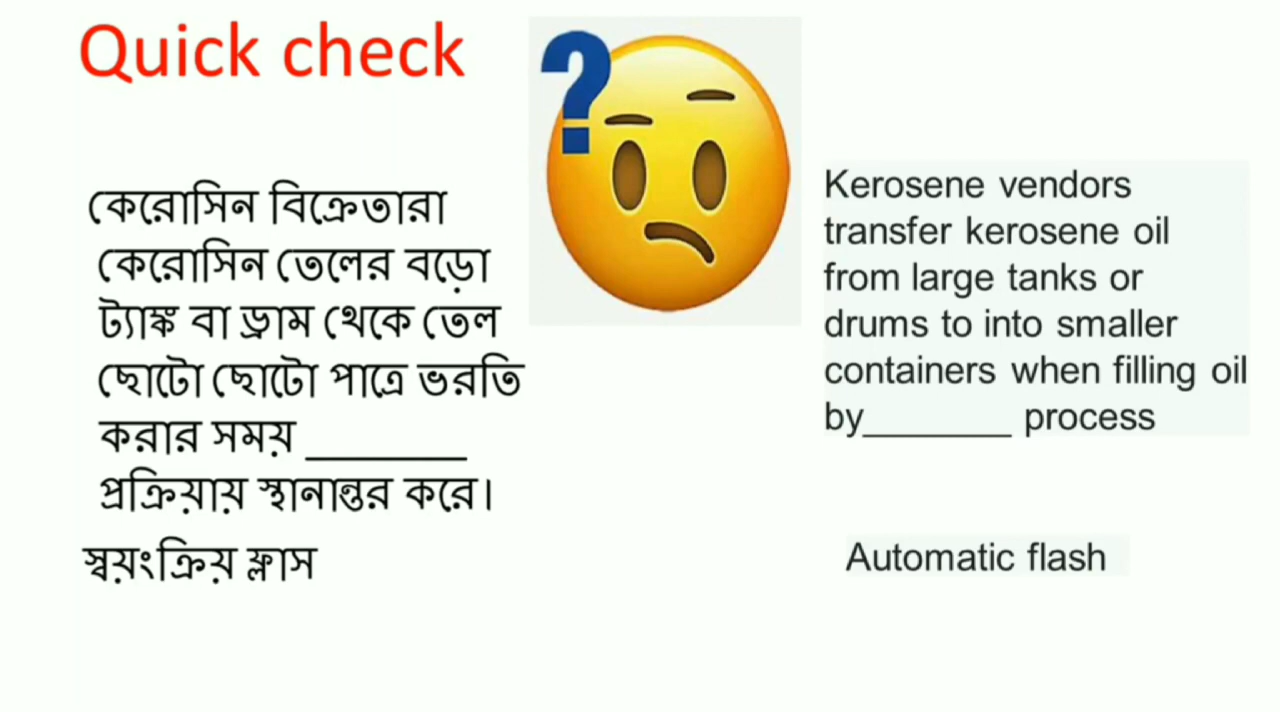 Quick check
?
কেরোসিন বিক্রেতারা
কেরোসিন তেলের বড়ো
ট্যাঙ্ক বা ড্রাম থেকে তেল
ছোটো ছোটো পাত্রে ভরতি
করার সময় ________
প্রক্রিয়ায় স্থানান্তর করে।
স্বয়ংক্রিয় ফ্লাস
Kerosene vendors
transfer kerosene oil
from large tanks or
drums to into smaller
containers when filling oil
by________ process
Automatic flash